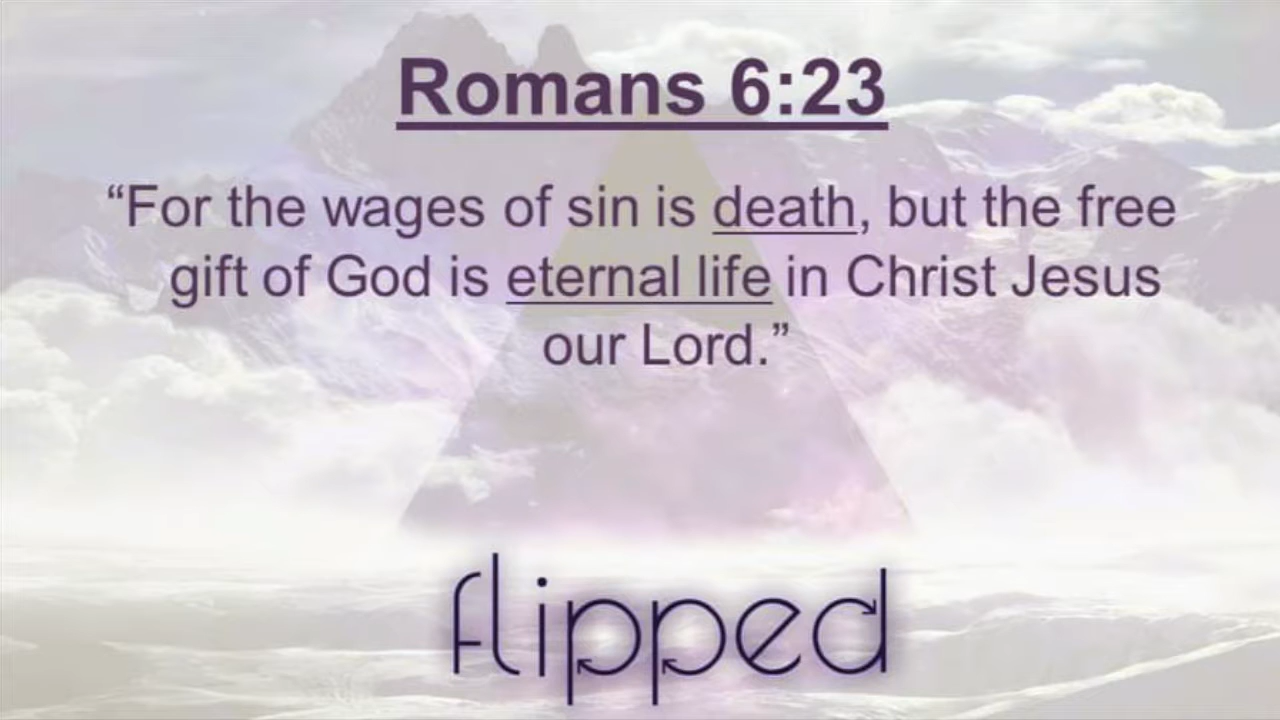 Romans 6:23
“For the wages of sin is death, but the free
gift of God is eternal life in Christ Jesus
our Lord.”
flipped